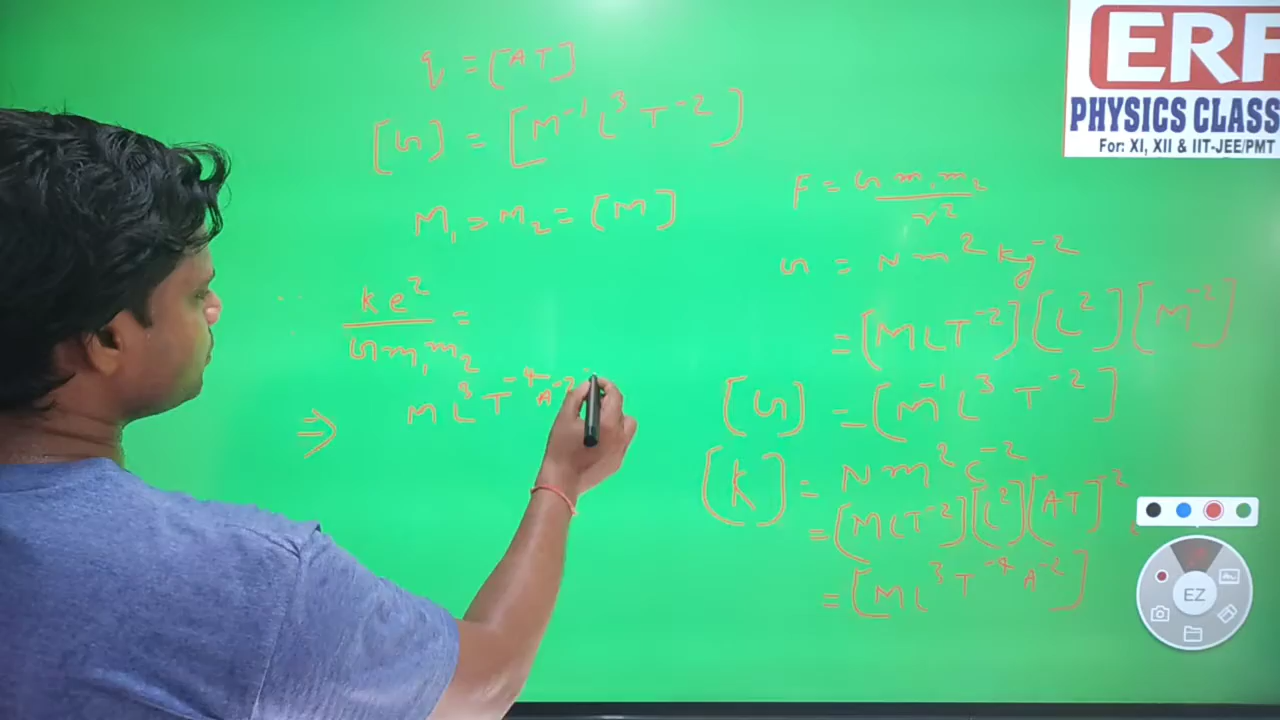 q = [AT]
[G] = [M⁻¹ L³ T⁻²]
M₁ = M₂ = [M]
ke²/Gm₁m₂ =
⇒ M L³ T⁻⁴ A⁻²
F = G m₁m₂/r²
G = N m² kg⁻²
= [MLT⁻²][L²][M⁻²]
[G] = [M⁻¹ L³ T⁻²]
[K] = N m² C⁻²
= [MLT⁻²][L²][AT]⁻²
= [ML³ T⁻⁴ A⁻²]
ERF
PHYSICS CLASS
For: XI, XII & IIT-JEE/PMT
EZ